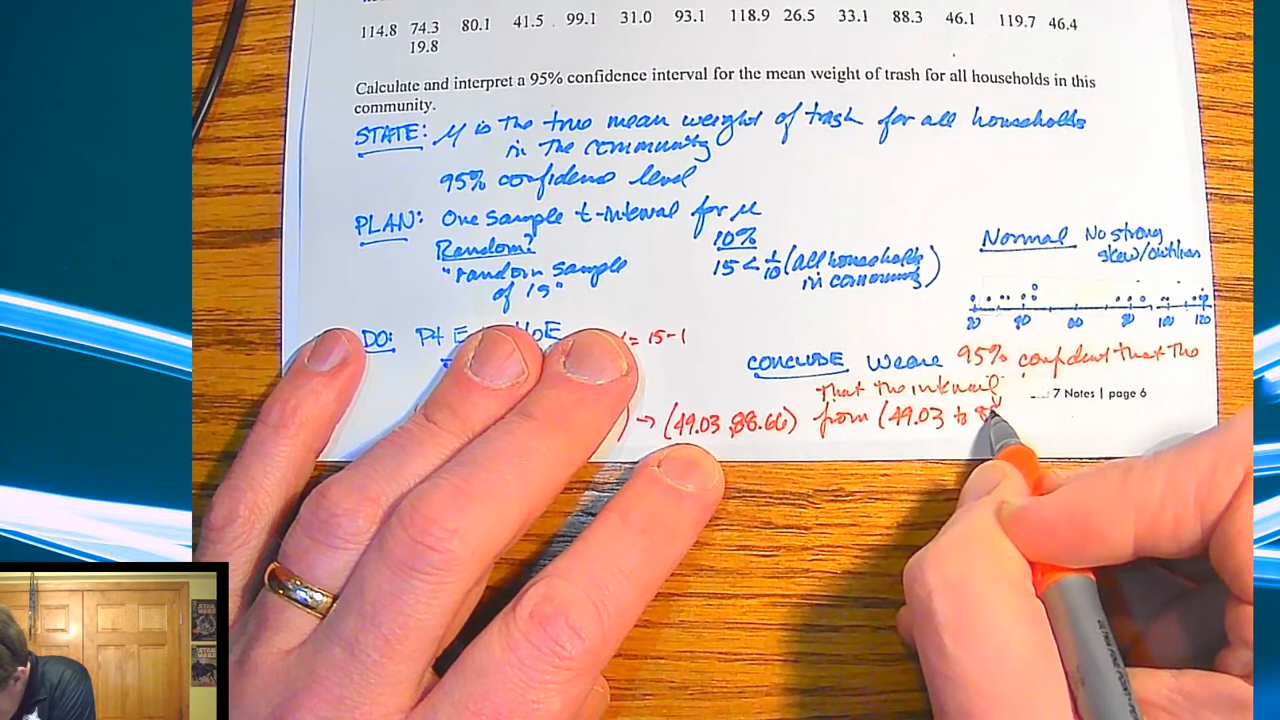 114.8 74.3 80.1 41.5 99.1 31.0 93.1 118.9 26.5 33.1 88.3 46.1 119.7 46.4
19.8
Calculate and interpret a 95% confidence interval for the mean weight of trash for all households in this
community.
STATE: μ is the true mean weight of trash for all households
in the community
95% confidence level
PLAN: One sample t-interval for μ
Random?
"random sample
of 15"
10%
15 < 1/10 (all households
in community)
Normal No strong
skew/outliers
20 40 60 80 100 120
DO: Pt E MOE
= 15-1
) → (49.03, 88.66)
CONCLUDE We are 95% confident that the
that the interval
from (49.03 to 8
7 Notes | page 6
STAR
WARS